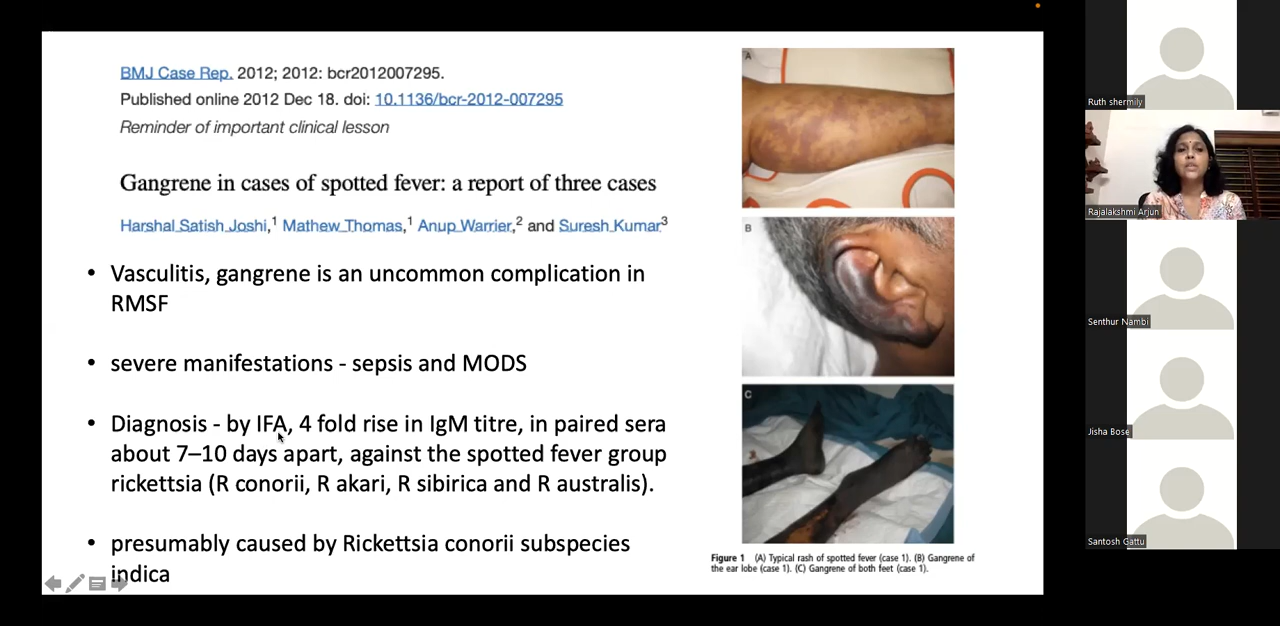 BMJ Case Rep. 2012; 2012: bcr2012007295.
Published online 2012 Dec 18. doi: 10.1136/bcr-2012-007295
Reminder of important clinical lesson
Gangrene in cases of spotted fever: a report of three cases
Harshal Satish Joshi,1 Mathew Thomas,1 Anup Warrier,2 and Suresh Kumar3
• Vasculitis, gangrene is an uncommon complication in
RMSF
• severe manifestations - sepsis and MODS
• Diagnosis - by IFA, 4 fold rise in IgM titre, in paired sera
about 7–10 days apart, against the spotted fever group
rickettsia (R conorii, R akari, R sibirica and R australis).
• presumably caused by Rickettsia conorii subspecies
indica
A
B
C
Figure 1 (A) Typical rash of spotted fever (case 1). (B) Gangrene of
the ear lobe (case 1). (C) Gangrene of both feet (case 1).
Ruth shermily
Rajalakshmi Arjun
Senthur Nambi
Jisha Bose
Santosh Gattu